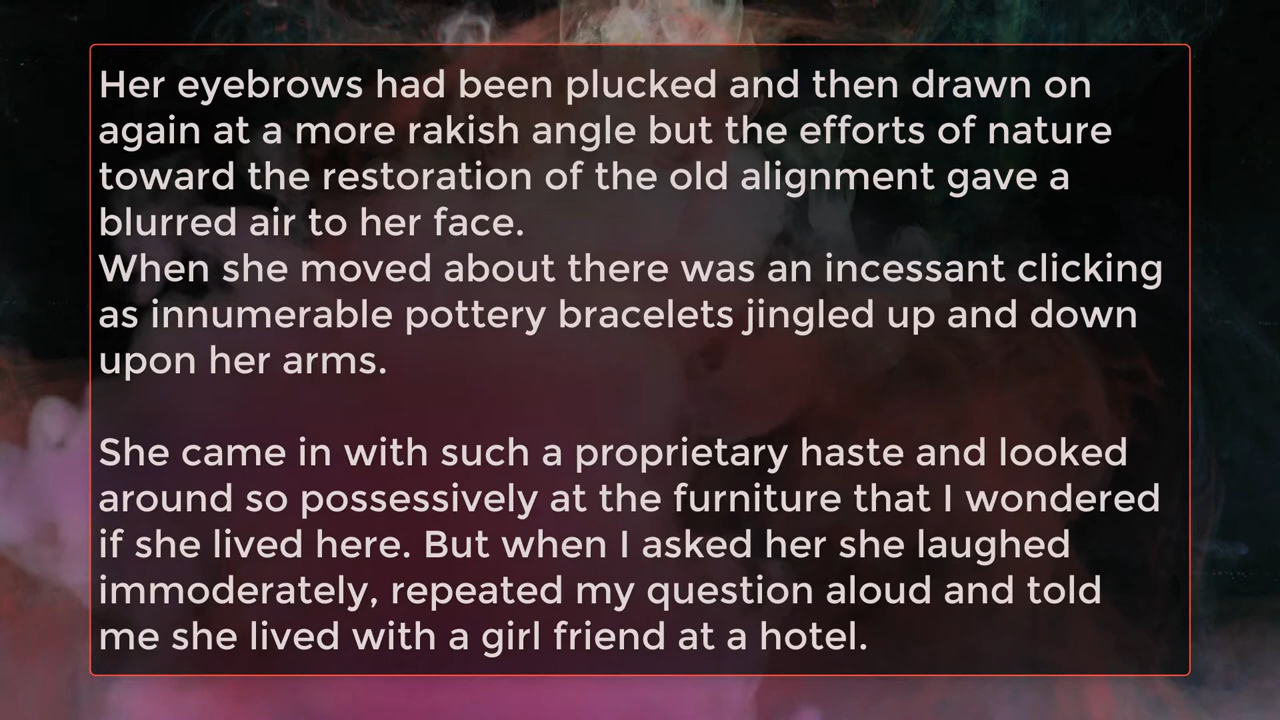 Her eyebrows had been plucked and then drawn on
again at a more rakish angle but the efforts of nature
toward the restoration of the old alignment gave a
blurred air to her face.
When she moved about there was an incessant clicking
as innumerable pottery bracelets jingled up and down
upon her arms.

She came in with such a proprietary haste and looked
around so possessively at the furniture that I wondered
if she lived here. But when I asked her she laughed
immoderately, repeated my question aloud and told
me she lived with a girl friend at a hotel.